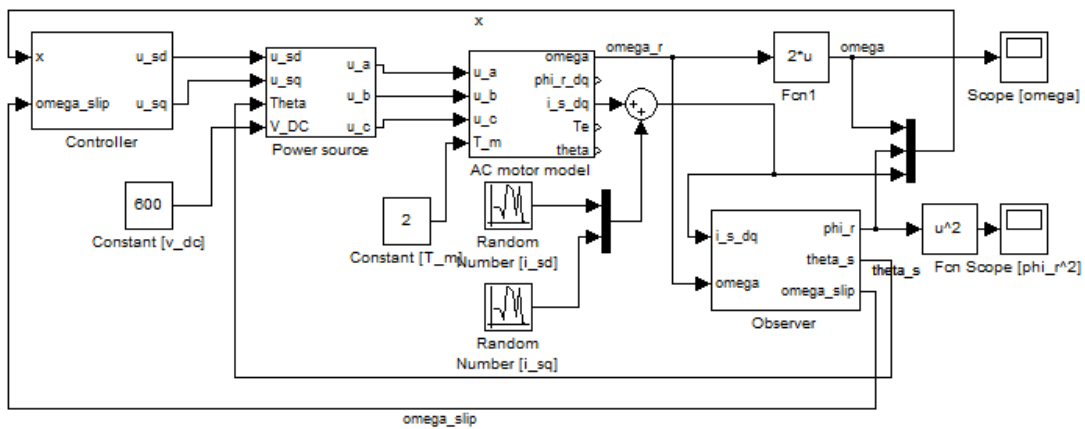 x
x
omega_slip
u_sd
u_sq
Controller
u_sd
u_sq
Theta
V_DC
u_a
u_b
u_c
Power source
u_a
u_b
u_c
T_m
omega
phi_r_dq
i_s_dq
Te
theta
AC motor model
omega_r
2*u
Fcn1
omega
Scope [omega]
600
Constant [v_dc]
2
Constant [T_m]
Random
Number [i_sd]
Random
Number [i_sq]
++
i_s_dq
omega
phi_r
theta_s
omega_slip
Observer
theta_s
u^2
Fcn
Scope [phi_r^2]
omega_slip